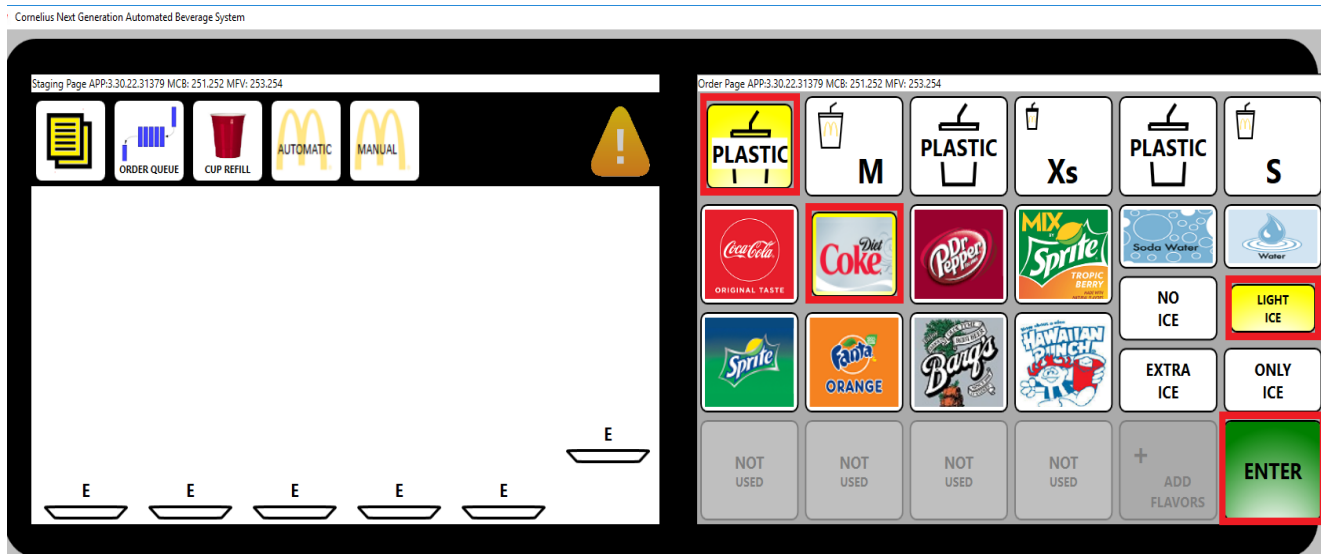 Cornelius Next Generation Automated Beverage System
Staging Page APP:3.30.22.31379 MCB: 251.252 MFV: 253.254
ORDER QUEUE
CUP REFILL
AUTOMATIC
MANUAL
E
E
E
E
E
E
Order Page APP:3.30.22.31379 MCB: 251.252 MFV: 253.254
PLASTIC
M
PLASTIC
Xs
PLASTIC
S
Coca-Cola
ORIGINAL TASTE
Diet
Coke
Dr Pepper
MIX
BY
Sprite
TROPIC
BERRY
Soda Water
Water
NO
ICE
LIGHT
ICE
Sprite
Fanta
ORANGE
Barq's
HAWAIIAN
PUNCH
EXTRA
ICE
ONLY
ICE
NOT
USED
NOT
USED
NOT
USED
NOT
USED
+
ADD
FLAVORS
ENTER